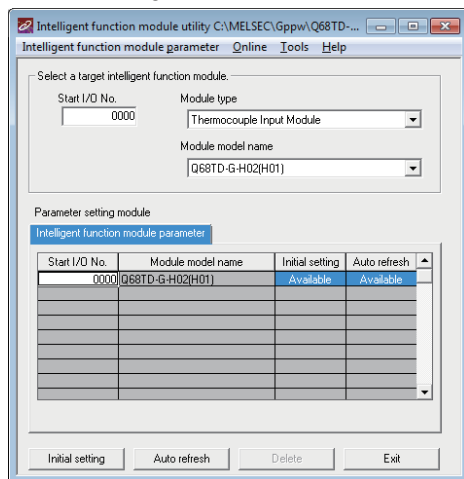 Intelligent function module utility C:\MELSEC\Gppw\Q68TD-...
Intelligent function module parameter Online Tools Help
Select a target intelligent function module.
Start I/O No. Module type
0000 Thermocouple Input Module
Module model name
Q68TD-G-H02(H01)
Parameter setting module
Intelligent function module parameter
Start I/O No. Module model name Initial setting Auto refresh
0000 Q68TD-G-H02(H01) Available Available
Initial setting Auto refresh Delete Exit